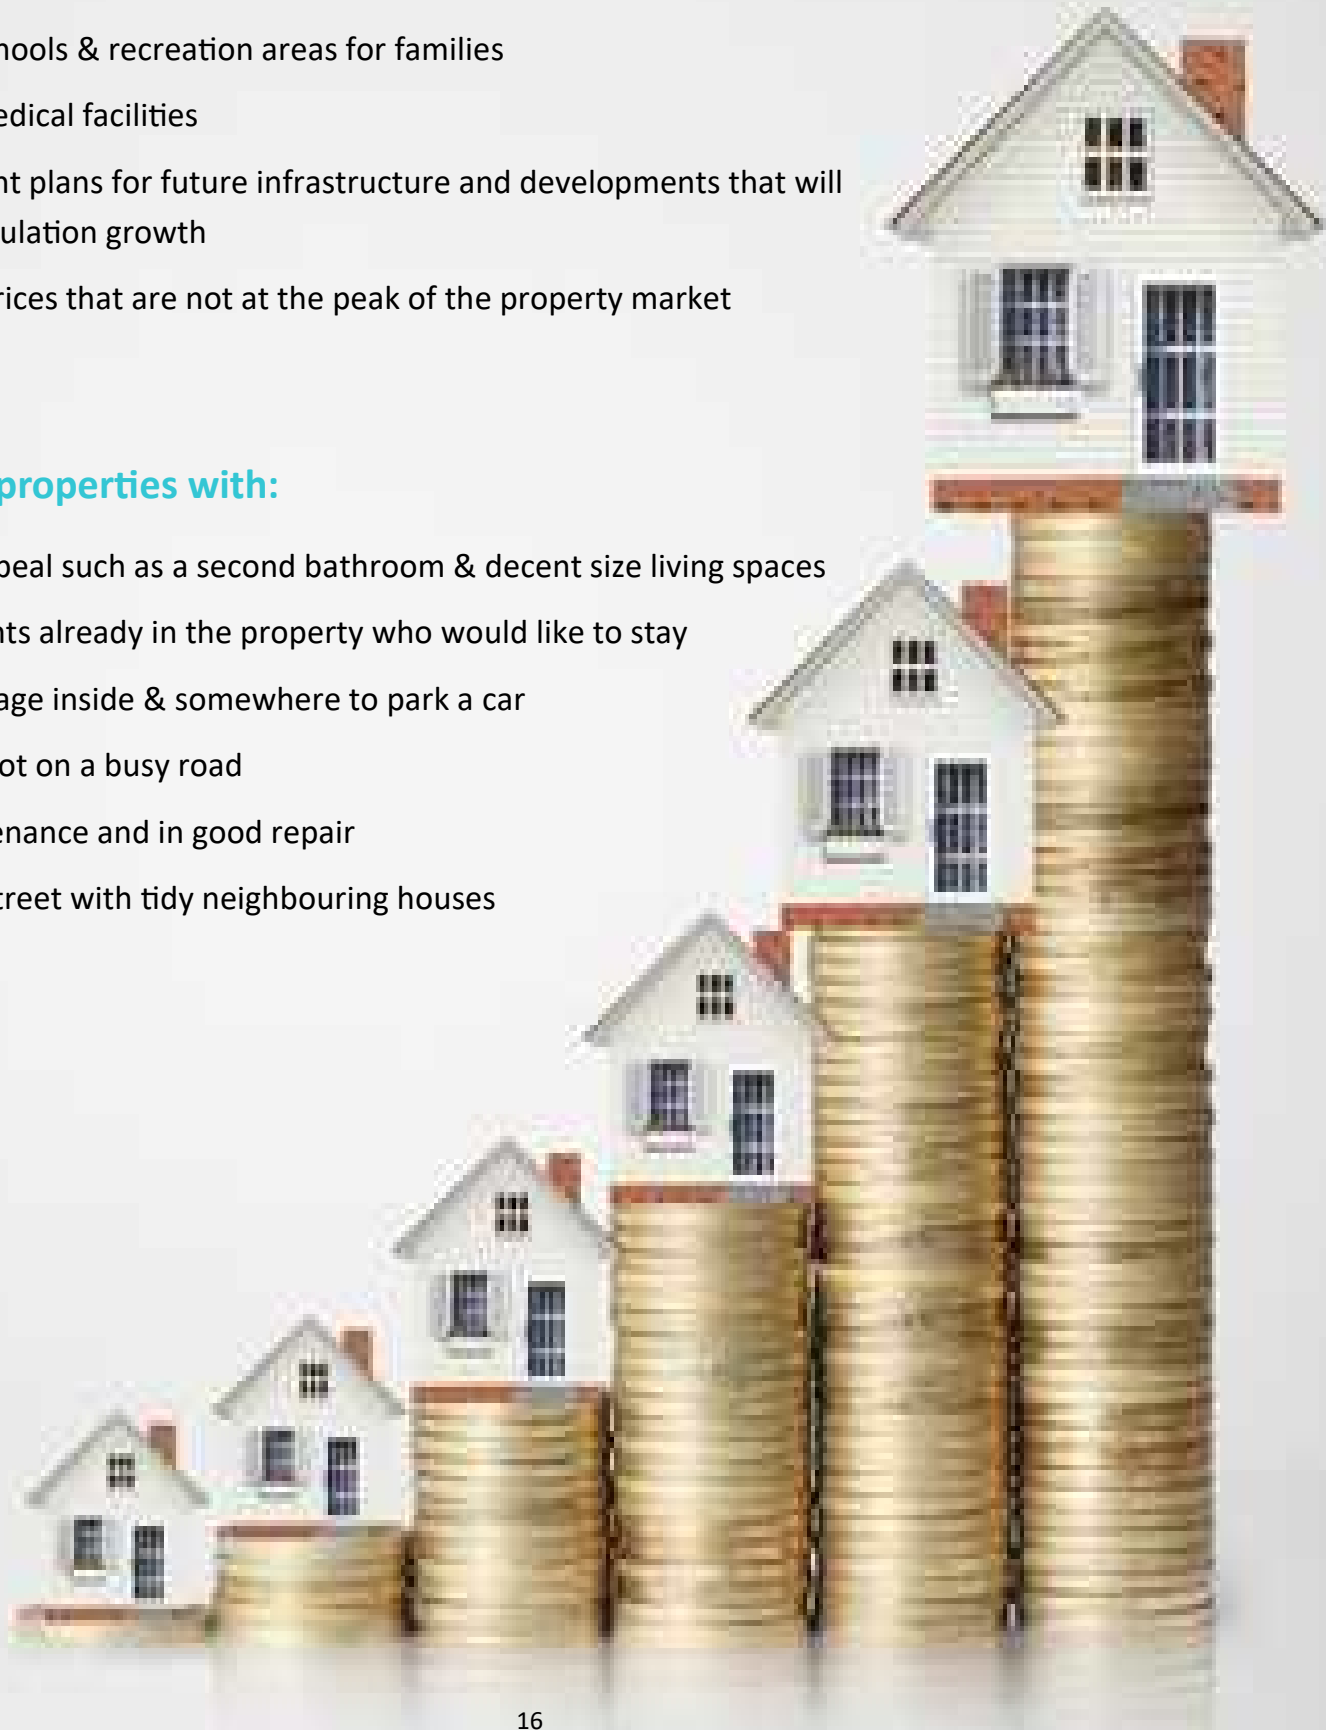 hools & recreation areas for families
edical facilities
nt plans for future infrastructure and developments that will
ulation growth
rices that are not at the peak of the property market
properties with:
peal such as a second bathroom & decent size living spaces
nts already in the property who would like to stay
age inside & somewhere to park a car
ot on a busy road
enance and in good repair
treet with tidy neighbouring houses
16